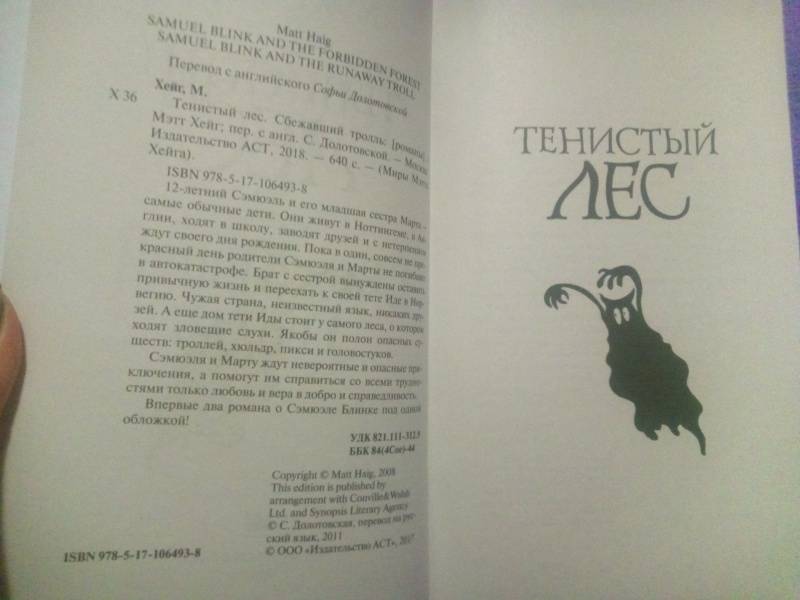 Matt Haig
SAMUEL BLINK AND THE FORBIDDEN FOREST
SAMUEL BLINK AND THE RUNAWAY TROLL
Перевод с английского Софьи Долотовской
Хейг, М.
Х 36
Тенистый лес. Сбежавший тролль: [романы]
Мэтт Хейг; пер. с англ. С. Долотовской. — Москва
Издательство АСТ, 2018. — 640 с. — (Миры Мэтта
Хейга).
ISBN 978-5-17-106493-8
12-летний Сэмюэль и его младшая сестра Марта –
самые обычные дети. Они живут в Ноттингеме, в Ан-
глии, ходят в школу, заводят друзей и с нетерпением
ждут своего дня рождения. Пока в один, совсем не пре-
красный день родители Сэмюэля и Марты не погибают
в автокатастрофе. Брат с сестрой вынуждены оставить
привычную жизнь и переехать к своей тете Иде в Нор-
вегию. Чужая страна, неизвестный язык, никаких дру-
зей. А еще дом тети Иды стоит у самого леса, о котором
ходят зловещие слухи. Якобы он полон опасных су-
ществ: троллей, хюльдр, пикси и головостуков.
Сэмюэля и Марту ждут невероятные и опасные при-
ключения, а помогут им справиться со всеми трудно-
стями только любовь и вера в добро и справедливость.
Впервые два романа о Сэмюэле Блинке под одной
обложкой!
УДК 821.111-312.9
ББК 84(4Сое)-44
Copyright © Matt Haig, 2008
This edition is published by
arrangement with Conville&Walsh
Ltd. and Synopsis Literary Agency
© С. Долотовская, перевод на рус-
ский язык, 2011
© ООО «Издательство АСТ», 2017
ISBN 978-5-17-106493-8
ТЕНИСТЫЙ
ЛЕС